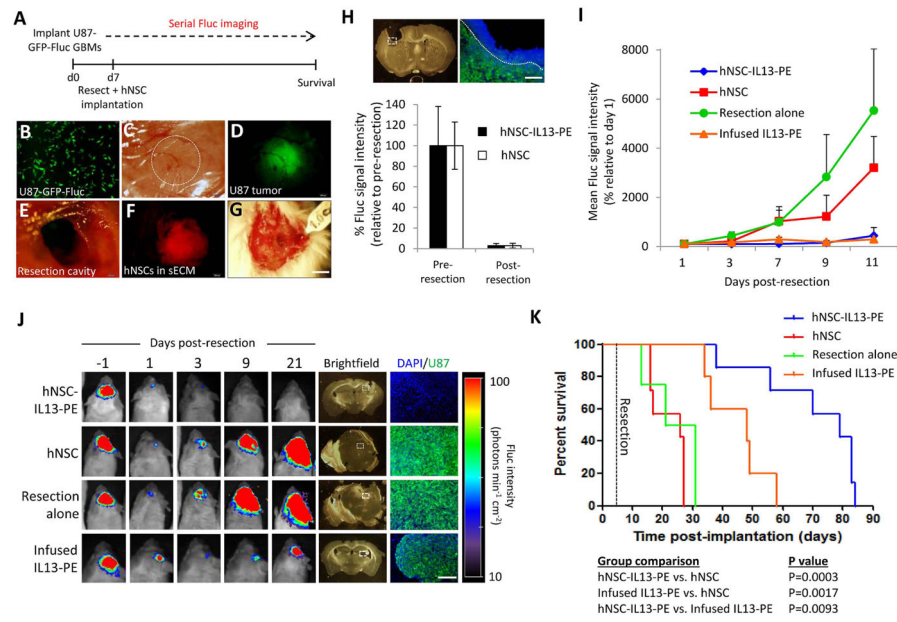 A
Serial Fluc imaging
Implant U87-
GFP-Fluc GBMs
d0
d7
Resect + hNSC
implantation
Survival
B
U87-GFP-Fluc
C
D
U87 tumor
E
Resection cavity
F
hNSCs in sECM
G
H
% Fluc signal intensity
(relative to pre-resection)
140
120
100
80
60
40
20
0
hNSC-IL13-PE
hNSC
Pre-
resection
Post-
resection
I
Mean Fluc signal intensity
(% relative to day 1)
8000
6000
4000
2000
0
hNSC-IL13-PE
hNSC
Resection alone
Infused IL13-PE
1
3
7
9
11
Days post-resection
J
Days post-resection
-1
1
3
9
21
Brightfield
DAPI/U87
hNSC-
IL13-PE
hNSC
Resection
alone
Infused
IL13-PE
100
10
Fluc intensity
(photons min-1 cm-2)
K
hNSC-IL13-PE
hNSC
Resection alone
Infused IL13-PE
Percent survival
100
80
60
40
20
0
Resection
0 10 20 30 40 50 60 70 80 90
Time post-implantation (days)
Group comparison P value
hNSC-IL13-PE vs. hNSC P=0.0003
Infused IL13-PE vs. hNSC P=0.0017
hNSC-IL13-PE vs. Infused IL13-PE P=0.0093